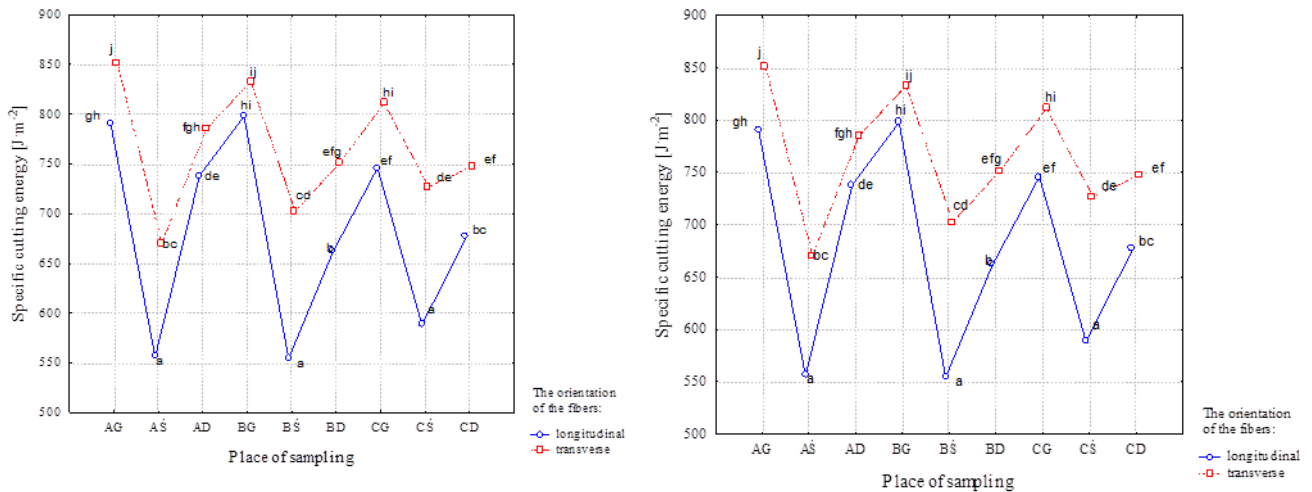 900
850
800
750
700
650
600
550
500
Specific cutting energy [J·m-2]
j
gh
bc
a
fgh
de
ij
hi
cd
a
efg
b
hi
ef
de
a
ef
bc
AG AŚ AD BG BŚ BD CG CŚ CD
Place of sampling
The orientation
of the fibers:
longitudinal
transverse
900
850
800
750
700
650
600
550
500
Specific cutting energy [J·m-2]
j
gh
bc
a
fgh
de
ij
hi
cd
a
efg
b
hi
ef
de
a
ef
bc
AG AŚ AD BG BŚ BD CG CŚ CD
Place of sampling
The orientation
of the fibers:
longitudinal
transverse